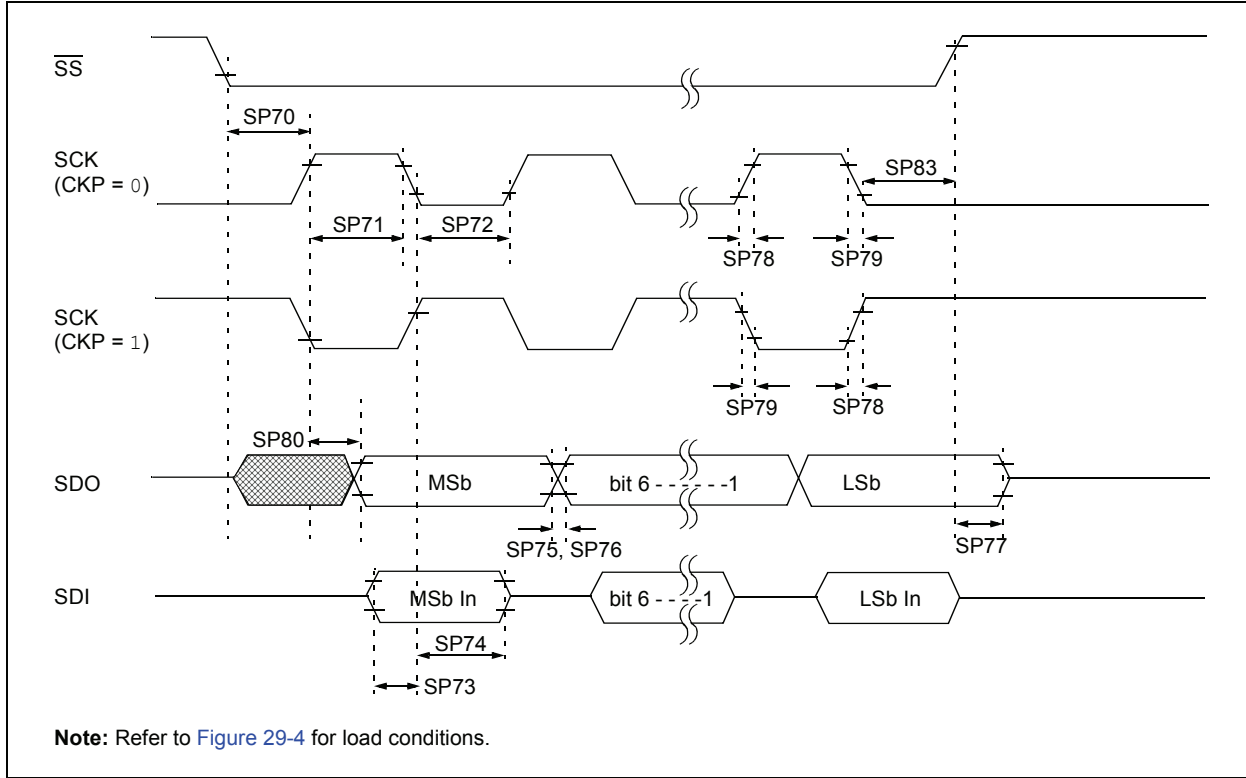 SS
SP70
SCK
(CKP = 0)
SP83
SP71
SP72
SP78
SP79
SCK
(CKP = 1)
SP79
SP78
SP80
SDO
MSb
bit 6 - - - - - -1
LSb
SP75, SP76
SP77
SDI
MSb In
bit 6 - - - -1
LSb In
SP74
SP73
Note: Refer to Figure 29-4 for load conditions.